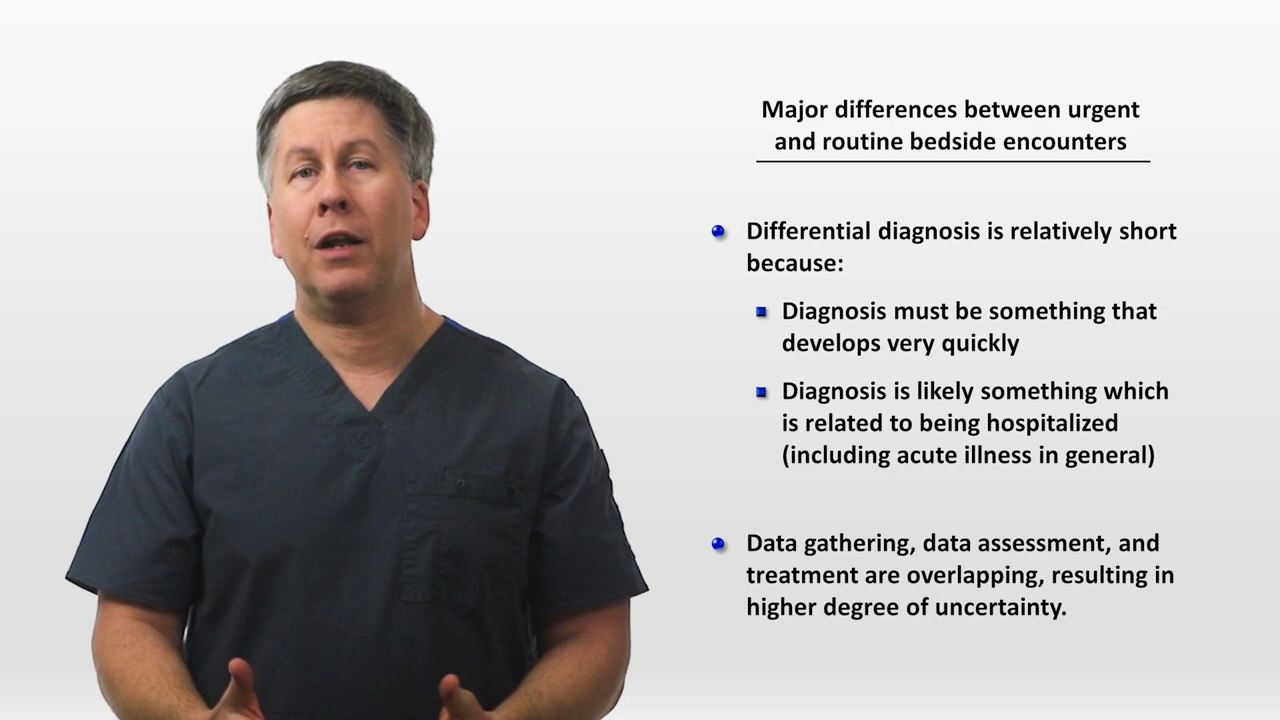 Major differences between urgent
and routine bedside encounters
Differential diagnosis is relatively short
because:
Diagnosis must be something that
develops very quickly
Diagnosis is likely something which
is related to being hospitalized
(including acute illness in general)
Data gathering, data assessment, and
treatment are overlapping, resulting in
higher degree of uncertainty.